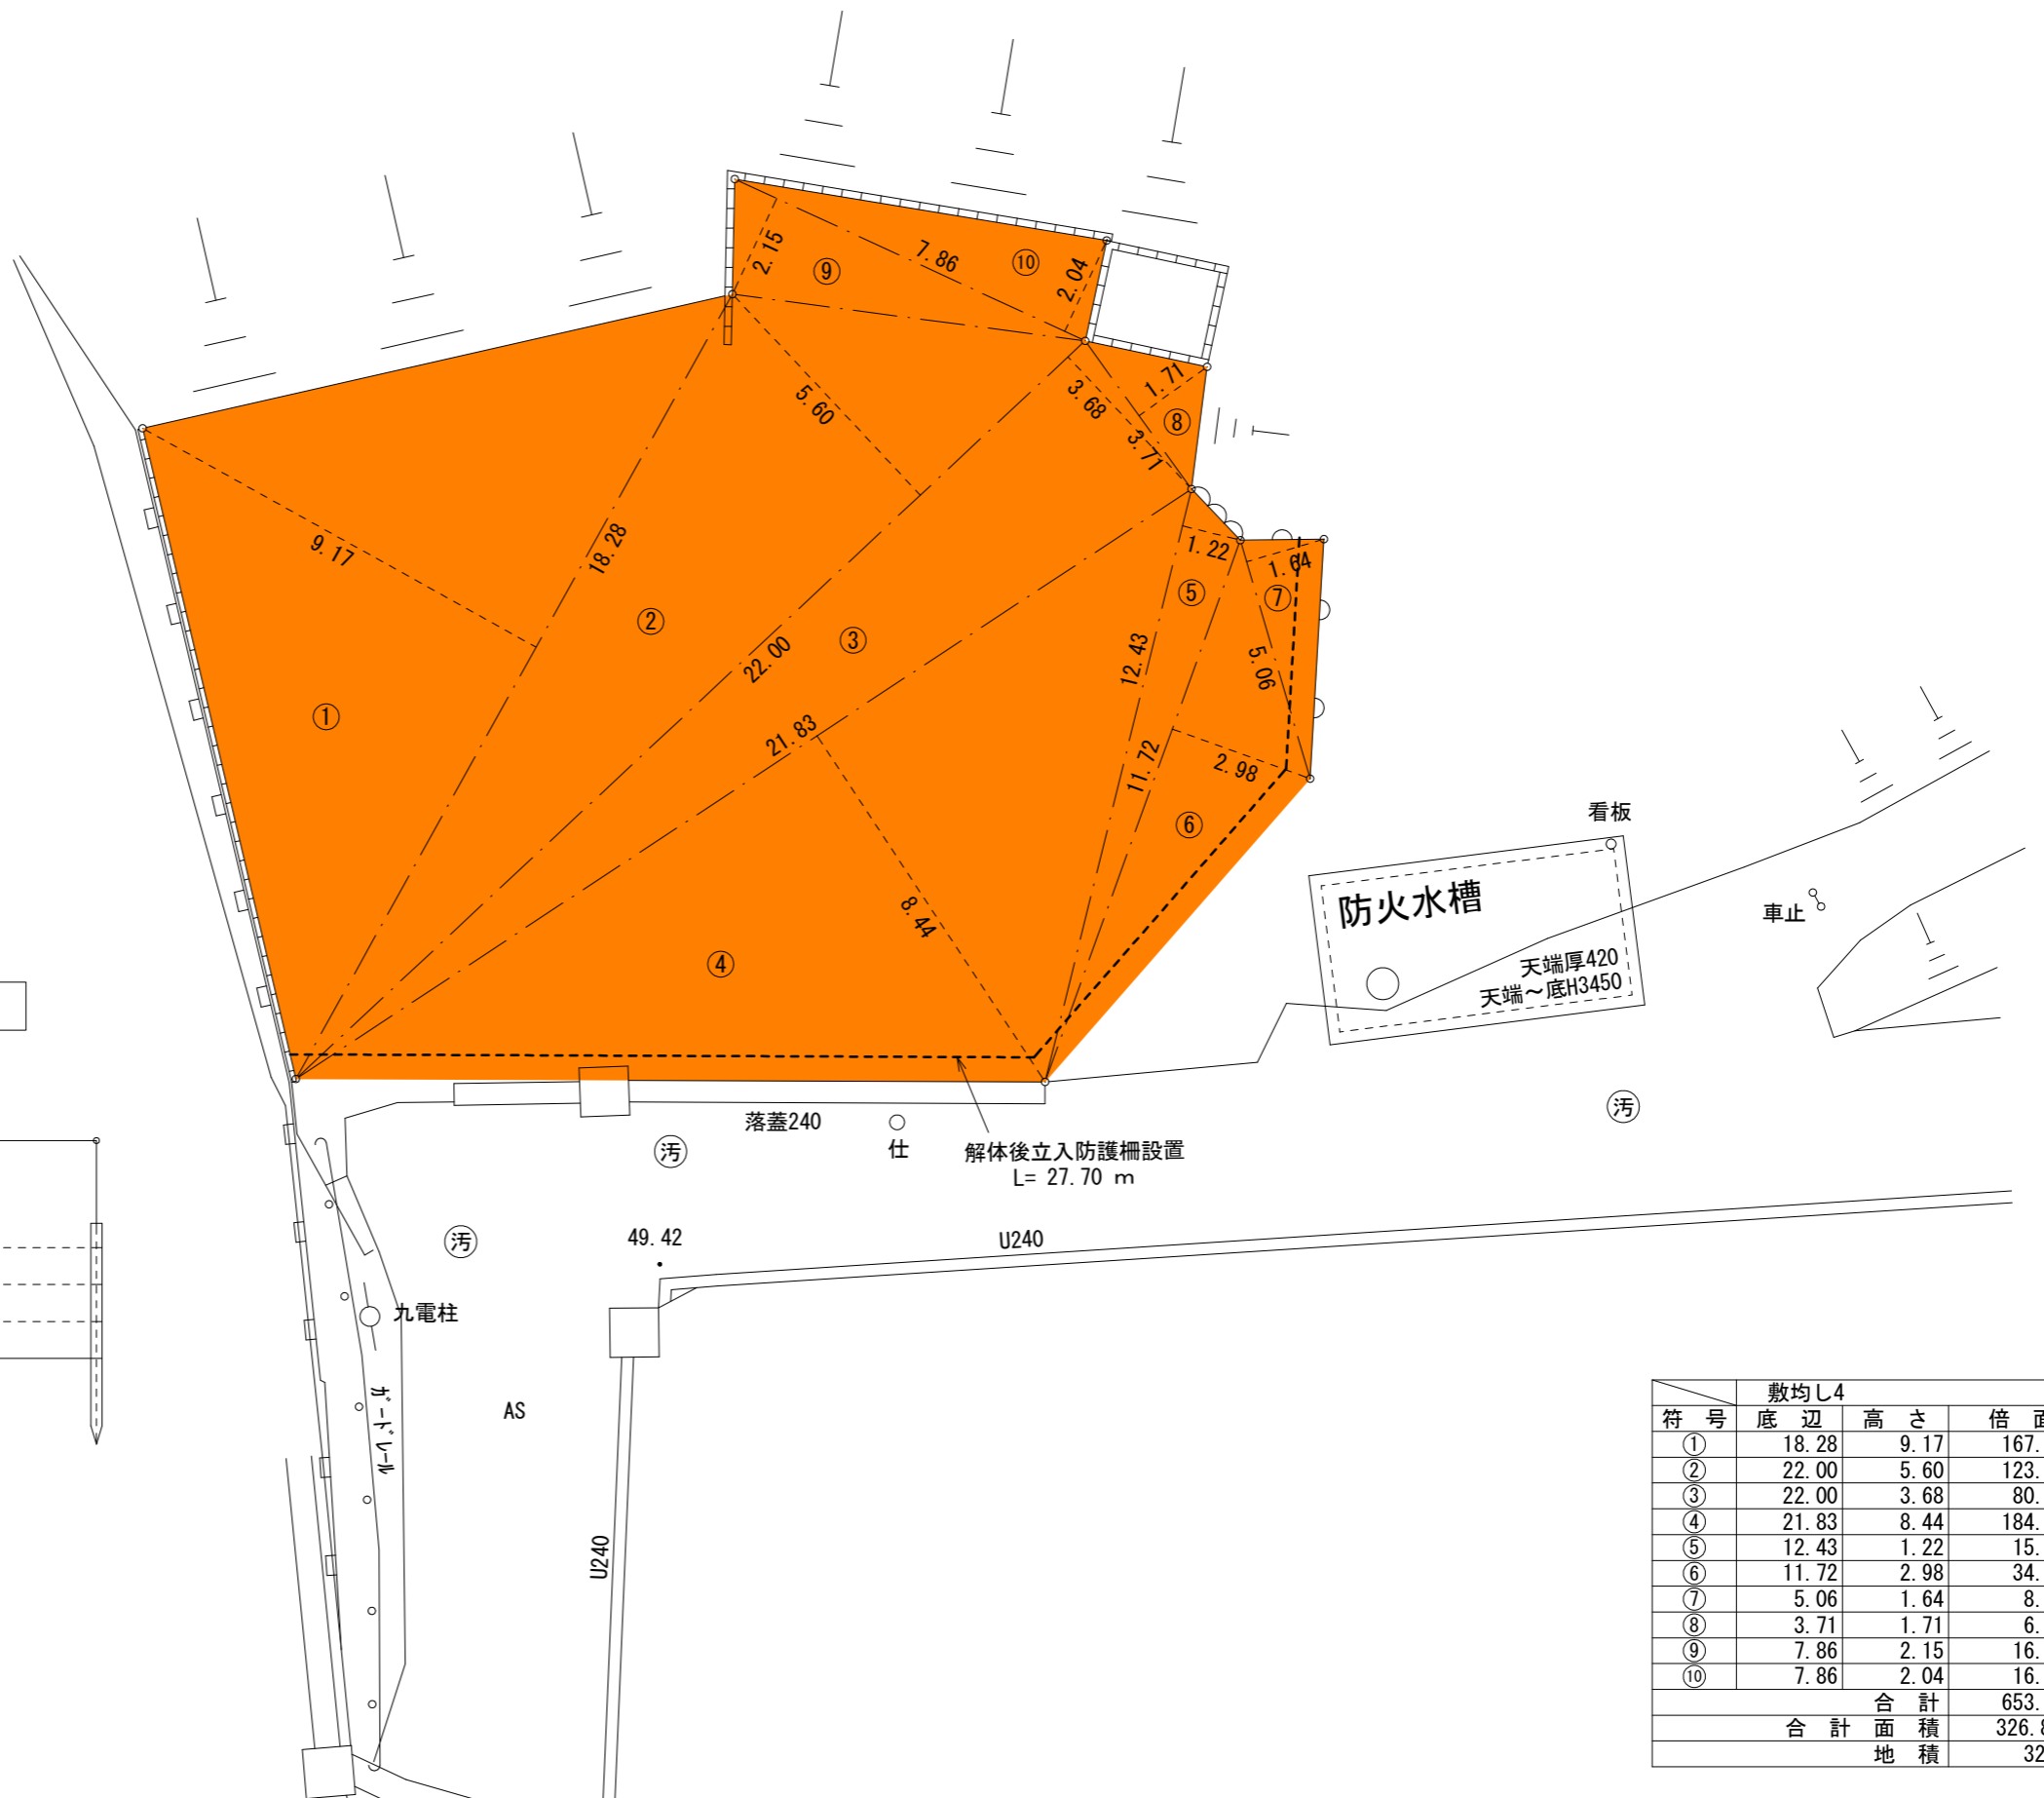 2.15
7.86
⑨
⑩
2.04
5.60
3.68
1.71
⑧
3.71
9.17
18.28
1.22
1.64
⑤
⑦
②
③
22.00
12.43
5.06
①
21.83
11.72
2.98
⑥
8.44
④
看板
防火水槽
天端厚420
天端～底H3450
車止
落蓋240
仕
汚
汚
解体後立入防護柵設置
L= 27.70 m
汚
49.42
U240
九電柱
ｶﾞｰﾄﾞﾚｰﾙ
AS
U240
敷均し4
符 号 底 辺 高 さ 倍
① 18.28 9.17 167.
② 22.00 5.60 123.
③ 22.00 3.68 80.
④ 21.83 8.44 184.
⑤ 12.43 1.22 15.
⑥ 11.72 2.98 34.
⑦ 5.06 1.64 8.
⑧ 3.71 1.71 6.
⑨ 7.86 2.15 16.
⑩ 7.86 2.04 16.
合 計 653.
合 計 面 積 326.
地 積 32